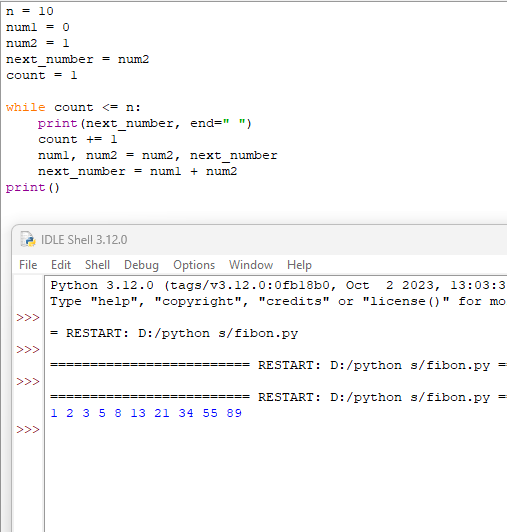 n = 10
num1 = 0
num2 = 1
next_number = num2
count = 1
while count <= n:
    print(next_number, end=" ")
    count += 1
    num1, num2 = num2, next_number
    next_number = num1 + num2
print()
IDLE Shell 3.12.0
File Edit Shell Debug Options Window Help
Python 3.12.0 (tags/v3.12.0:0fb18b0, Oct  2 2023, 13:03:3
Type "help", "copyright", "credits" or "license()" for mo
>>>
= RESTART: D:/python s/fibon.py
>>>
========================= RESTART: D:/python s/fibon.py ==
>>>
========================= RESTART: D:/python s/fibon.py ==
1 2 3 5 8 13 21 34 55 89
>>>